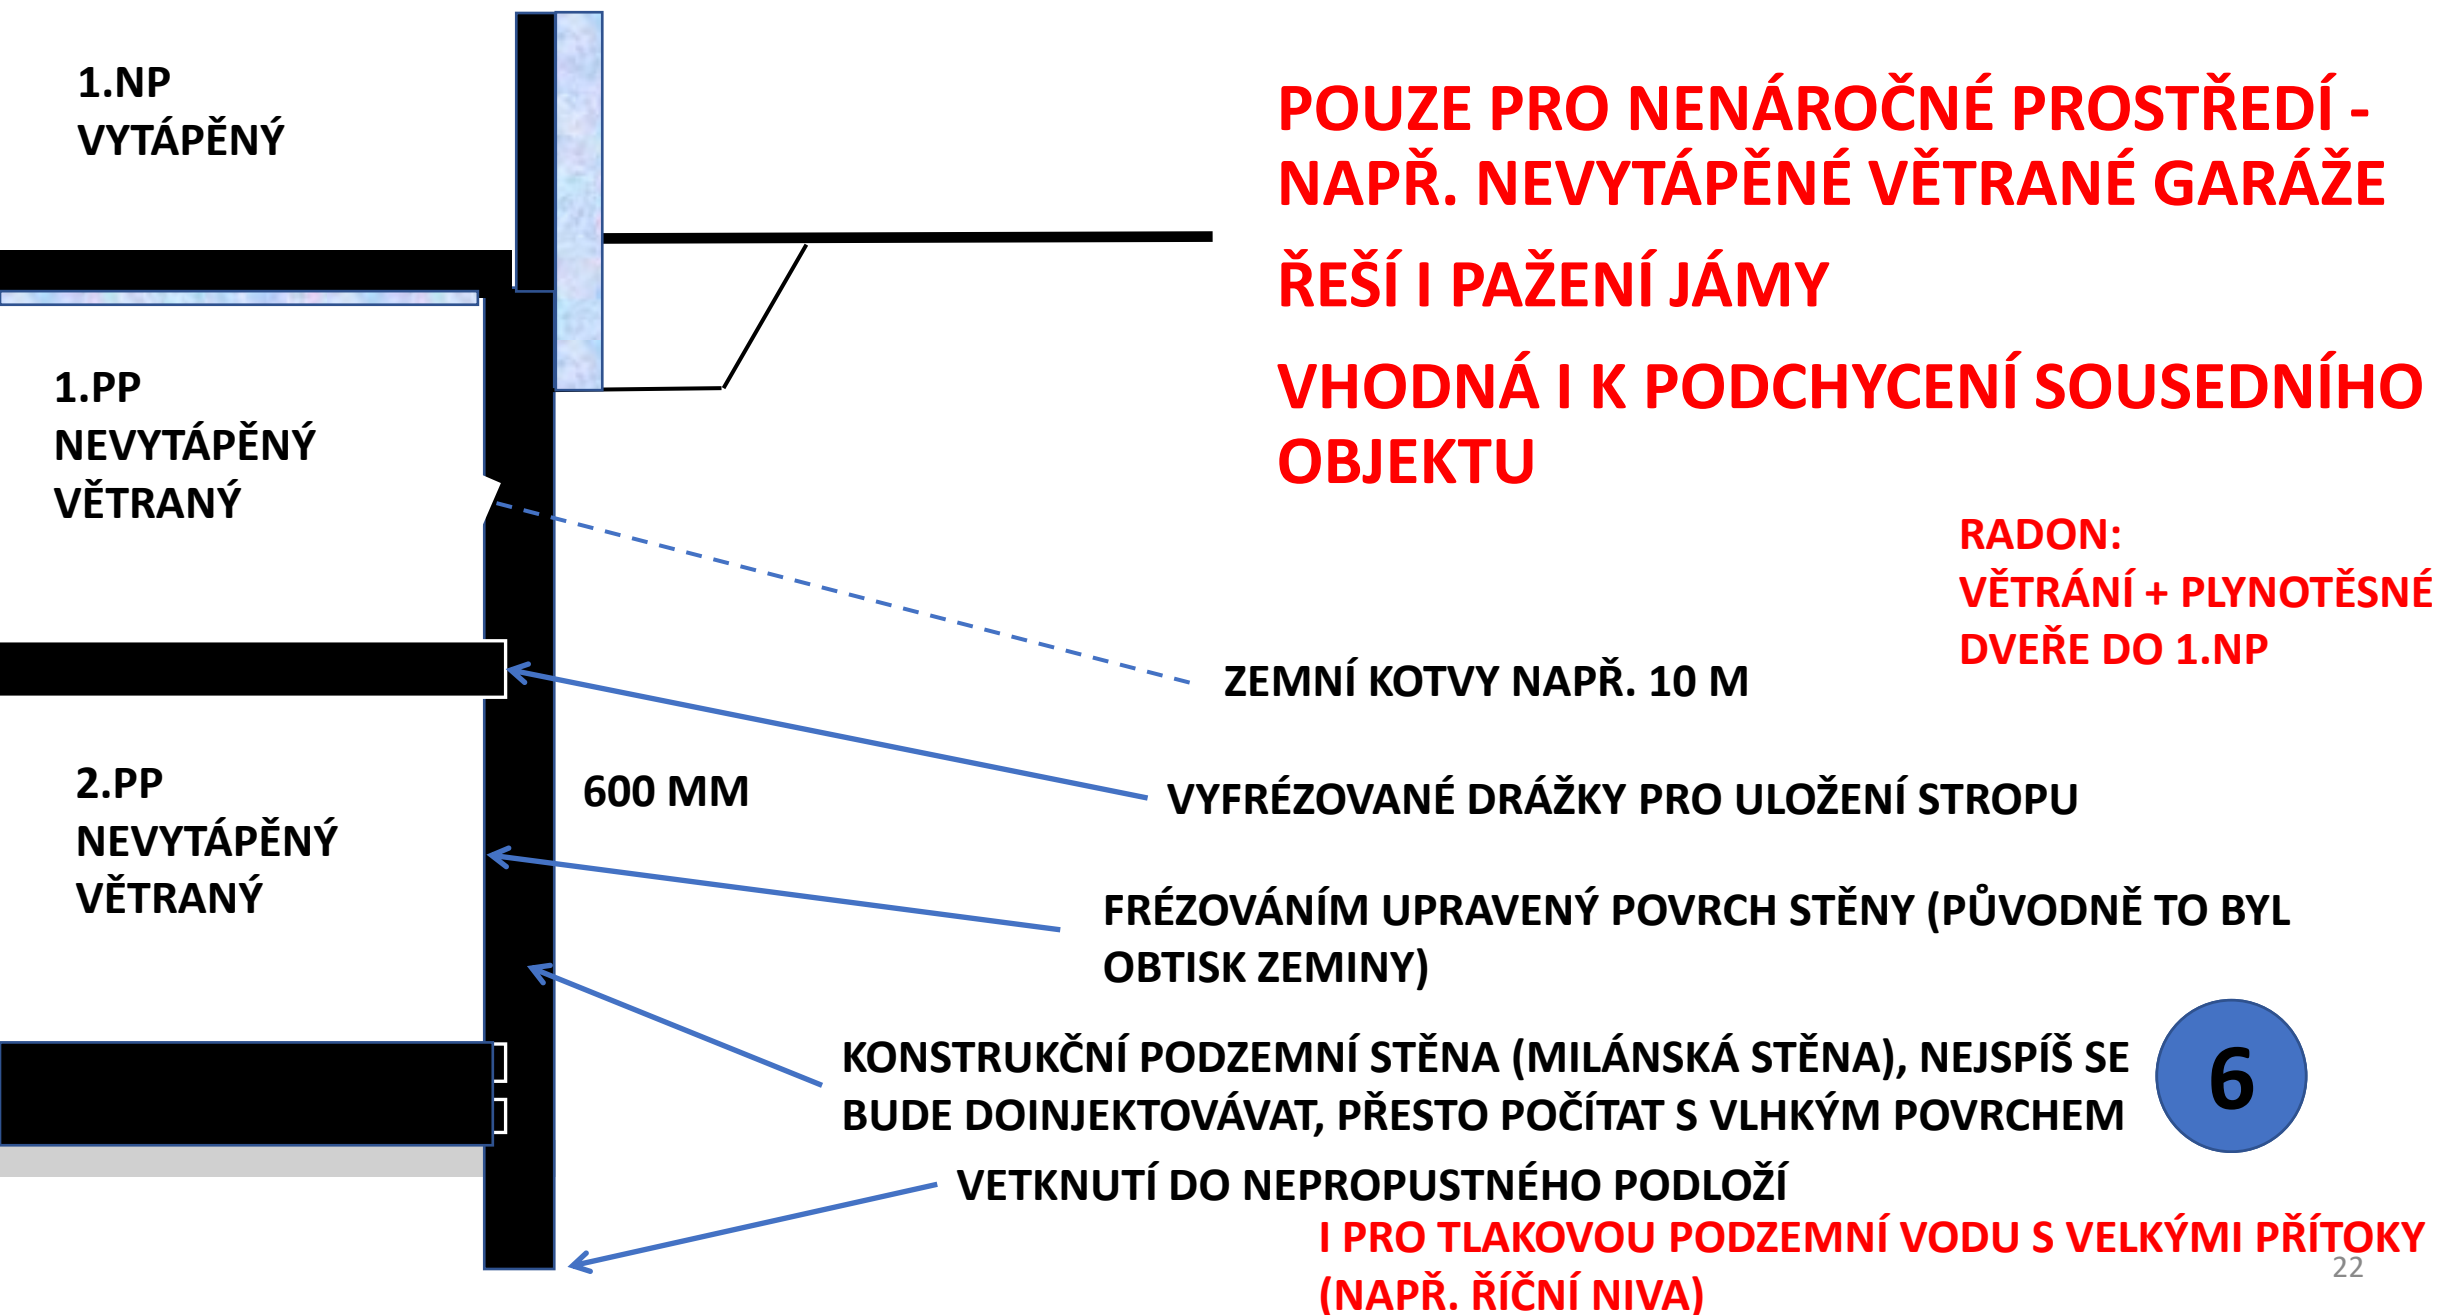 1.NP
VYTÁPĚNÝ
POUZE PRO NENÁROČNÉ PROSTŘEDÍ -
NAPŘ. NEVYTÁPĚNÉ VĚTRANÉ GARÁŽE
ŘEŠÍ I PAŽENÍ JÁMY
VHODNÁ I K PODCHYCENÍ SOUSEDNÍHO
OBJEKTU
1.PP
NEVYTÁPĚNÝ
VĚTRANÝ
RADON:
VĚTRÁNÍ + PLYNOTĚSNÉ
DVEŘE DO 1.NP
ZEMNÍ KOTVY NAPŘ. 10 M
2.PP
NEVYTÁPĚNÝ
VĚTRANÝ
600 MM
VYFRÉZOVANÉ DRÁŽKY PRO ULOŽENÍ STROPU
FRÉZOVÁNÍM UPRAVENÝ POVRCH STĚNY (PŮVODNĚ TO BYL
OBTISK ZEMINY)
KONSTRUKČNÍ PODZEMNÍ STĚNA (MILÁNSKÁ STĚNA), NEJSPÍŠ SE
BUDE DOINJEKTOVÁVAT, PŘESTO POČÍTAT S VLHKÝM POVRCHEM
6
VETKNUTÍ DO NEPROPUSTNÉHO PODLOŽÍ
I PRO TLAKOVOU PODZEMNÍ VODU S VELKÝMI PŘÍTOKY
(NAPŘ. ŘÍČNÍ NIVA)
22